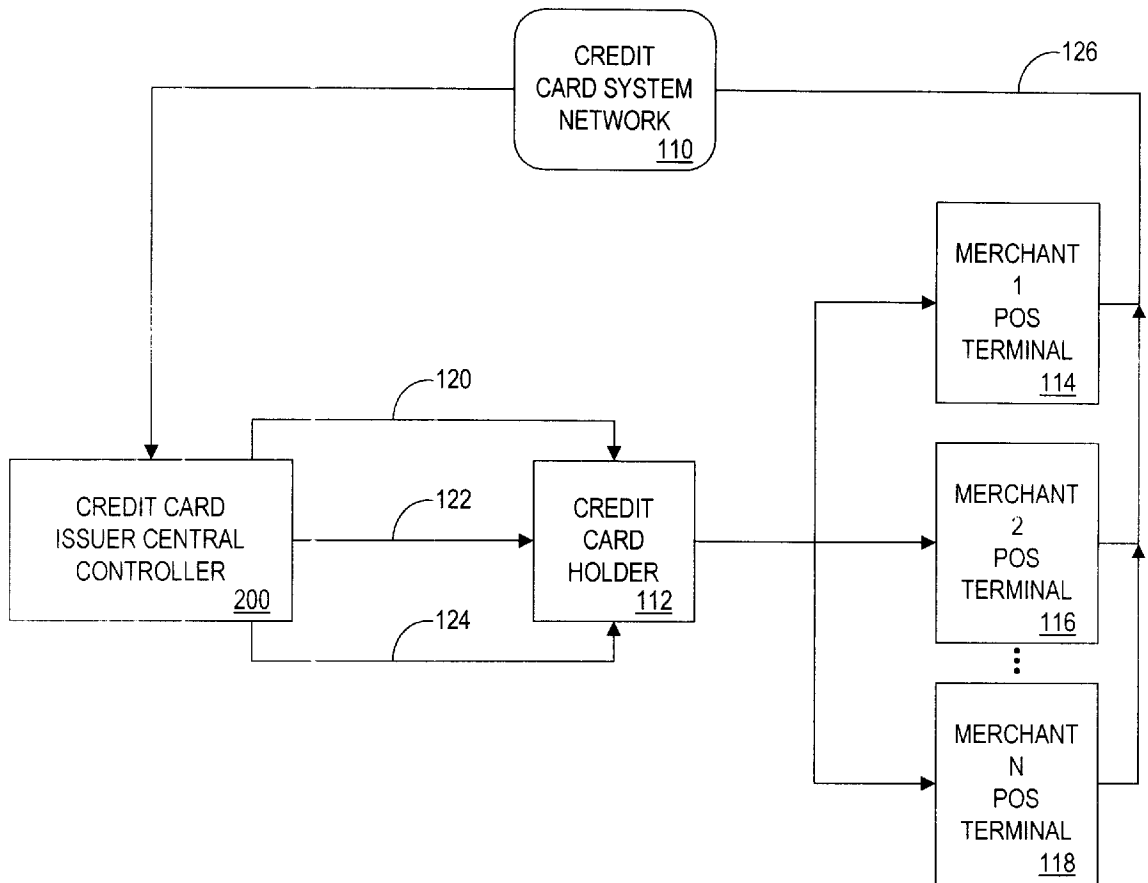 CREDIT
CARD SYSTEM
NETWORK
110
126
MERCHANT
1
POS
TERMINAL
114
120
CREDIT CARD
ISSUER CENTRAL
CONTROLLER
200
122
CREDIT
CARD
HOLDER
112
124
MERCHANT
2
POS
TERMINAL
116
MERCHANT
N
POS
TERMINAL
118